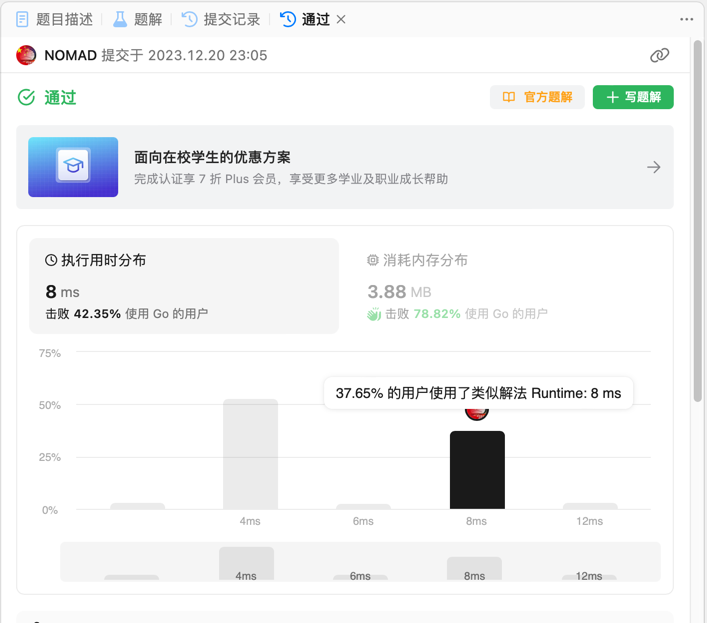 题目描述 题解 提交记录 通过
NOMAD 提交于 2023.12.20 23:05
通过 官方题解 写题解
面向在校学生的优惠方案
完成认证享 7 折 Plus 会员，享受更多学业及职业成长帮助
执行用时分布 消耗内存分布
8 ms 3.88 MB
击败 42.35% 使用 Go 的用户 击败 78.82% 使用 Go 的用户
75%
37.65% 的用户使用了类似解法 Runtime: 8 ms
50%
25%
0%
4ms 6ms 8ms 12ms
4ms 6ms 8ms 12ms